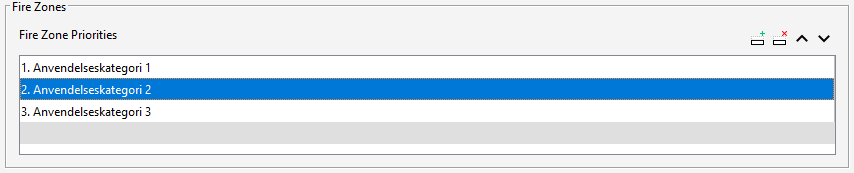 Fire Zones
Fire Zone Priorities
1. Anvendelseskategori 1
2. Anvendelseskategori 2
3. Anvendelseskategori 3